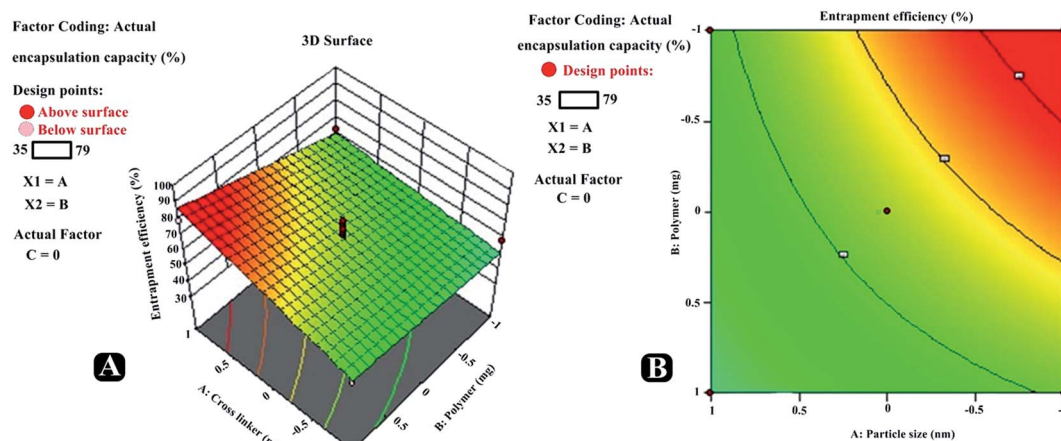 Factor Coding: Actual
encapsulation capacity (%)
Design points:
Above surface
Below surface
35 79
X1 = A
X2 = B
Actual Factor
C = 0
3D Surface
Entrapment efficiency (%)
100
90
80
70
60
50
40
30
1
0.5
0
-0.5
A: Cross linker
0.5
0
-0.5
-1
B: Polymer (mg)
A
Factor Coding: Actual
encapsulation capacity (%)
Design points:
35 79
X1 = A
X2 = B
Actual Factor
C = 0
B
Entrapment efficiency (%)
B: Polymer (mg)
-1
-0.5
0
0.5
1
1
0.5
0
-0.5
A: Particle size (nm)